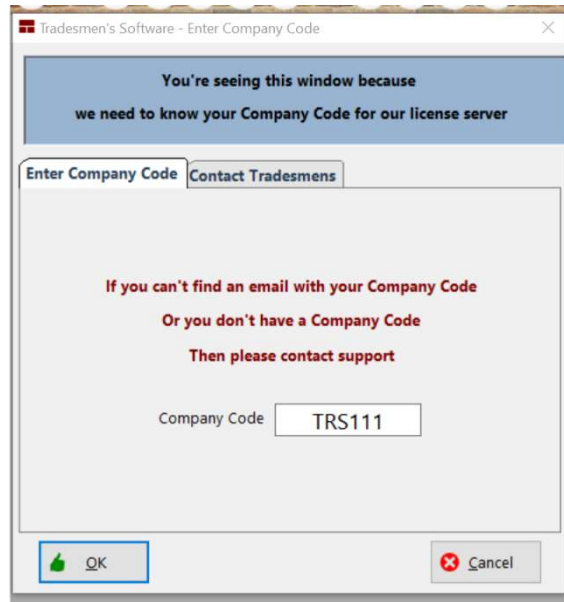 Tradesmen's Software - Enter Company Code
You're seeing this window because
we need to know your Company Code for our license server
Enter Company Code
Contact Tradesmens
If you can't find an email with your Company Code
Or you don't have a Company Code
Then please contact support
Company Code
TRS111
OK
Cancel